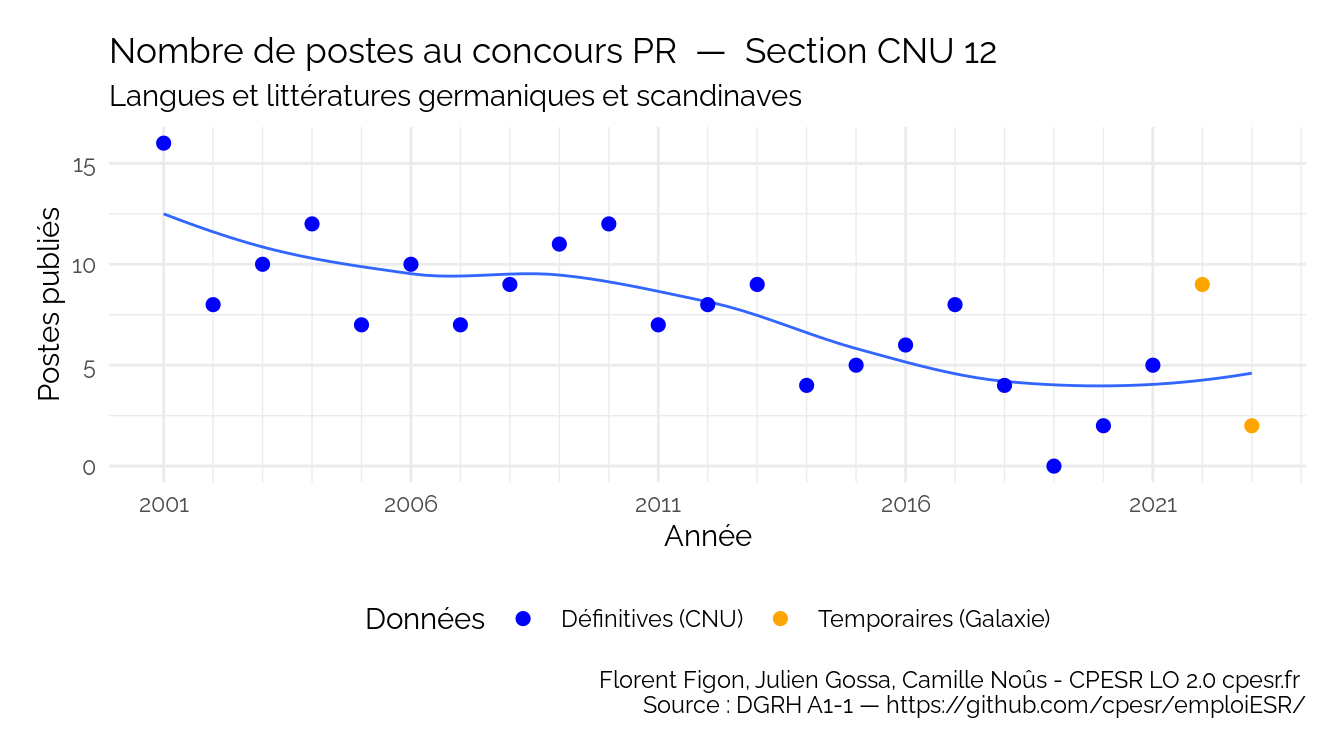 Nombre de postes au concours PR — Section CNU 12
Langues et littératures germaniques et scandinaves
Postes publiés
15
10
5
0
2001 2006 2011 2016 2021
Année
Données Définitives (CNU) Temporaires (Galaxie)
Florent Figon, Julien Gossa, Camille Noûs - CPESR LO 2.0 cpesr.fr
Source : DGRH A1-1 — https://github.com/cpesr/emploiESR/